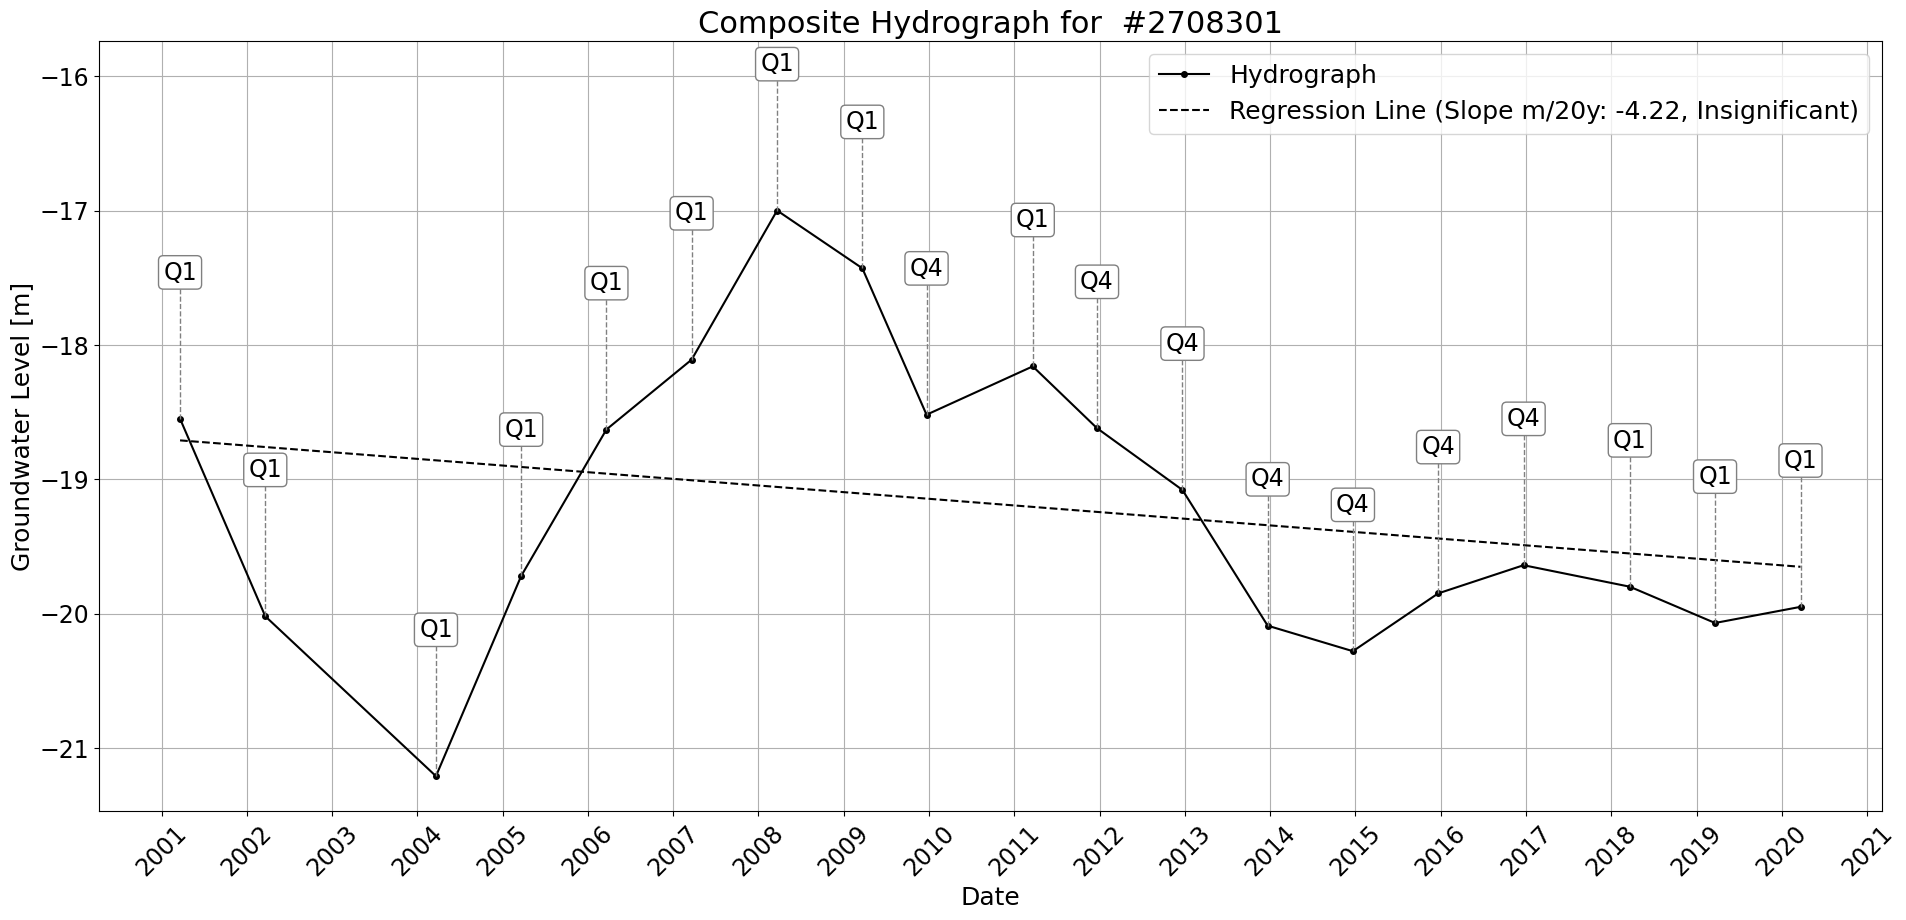 Composite Hydrograph for  #2708301
Hydrograph
Regression Line (Slope m/20y: -4.22, Insignificant)
Groundwater Level [m]
−16
−17
−18
−19
−20
−21
Q1
Q1
Q1
Q1
Q1
Q1
Q1
Q1
Q4
Q1
Q4
Q4
Q4
Q4
Q4
Q4
Q1
Q1
Q1
2001
2002
2003
2004
2005
2006
2007
2008
2009
2010
2011
2012
2013
2014
2015
2016
2017
2018
2019
2020
2021
Date